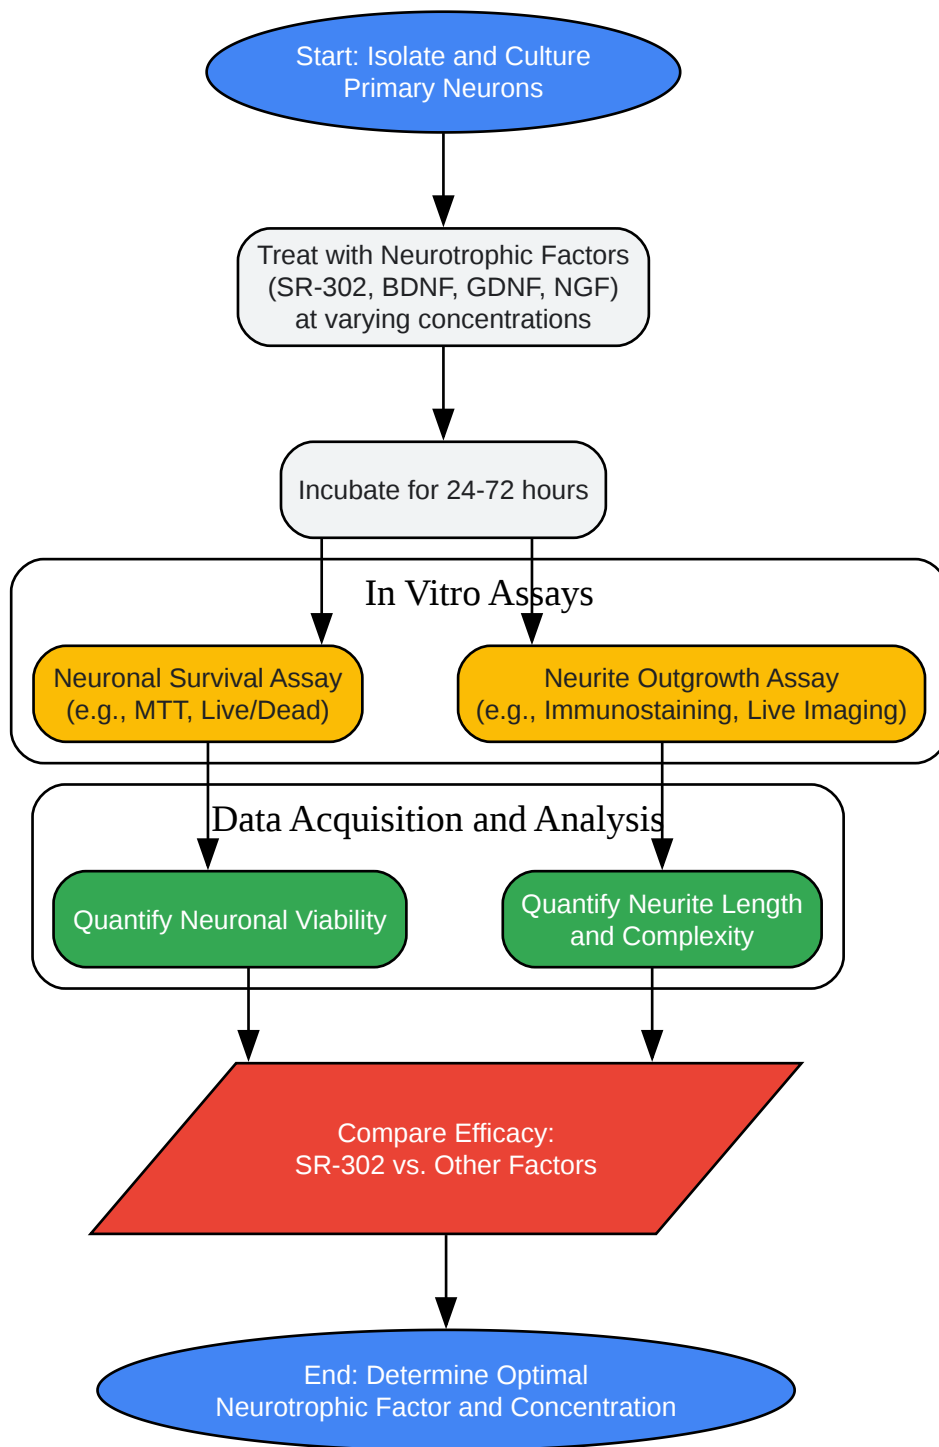 Start: Isolate and Culture
Primary Neurons
Treat with Neurotrophic Factors
(SR-302, BDNF, GDNF, NGF)
at varying concentrations
Incubate for 24-72 hours
In Vitro Assays
Neuronal Survival Assay
(e.g., MTT, Live/Dead)
Neurite Outgrowth Assay
(e.g., Immunostaining, Live Imaging)
Data Acquisition and Analysis
Quantify Neuronal Viability
Quantify Neurite Length
and Complexity
Compare Efficacy:
SR-302 vs. Other Factors
End: Determine Optimal
Neurotrophic Factor and Concentration